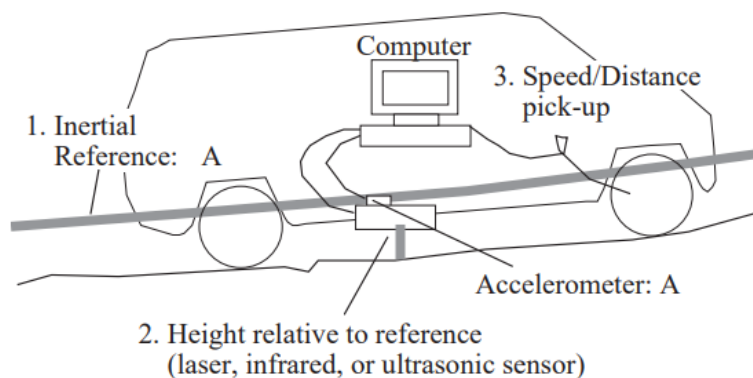 Computer
3. Speed/Distance
pick-up
1. Inertial
Reference: A
Accelerometer: A
2. Height relative to reference
(laser, infrared, or ultrasonic sensor)